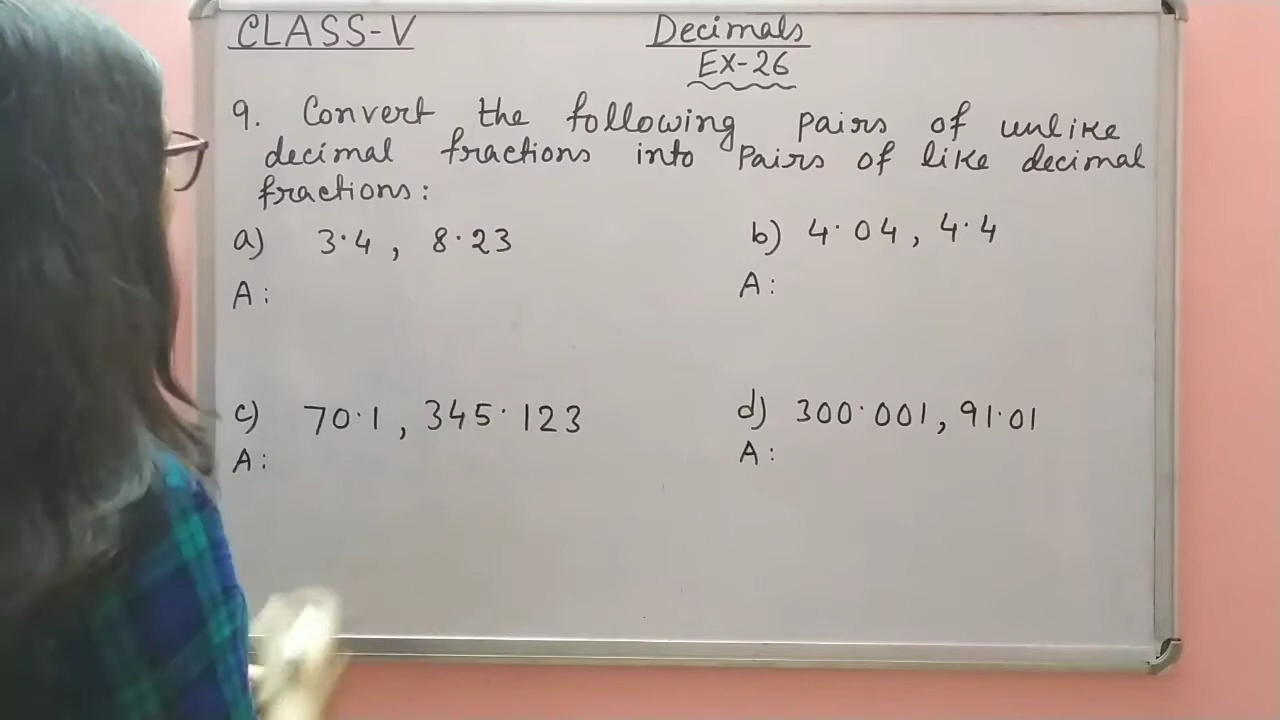 CLASS-V
Decimals
EX-26
9. Convert the following pairs of unlike
decimal fractions into pairs of like decimal
fractions:
a) 3·4, 8·23
b) 4·04, 4·4
A:
A:
c) 70·1, 345·123
d) 300·001, 91·01
A:
A: